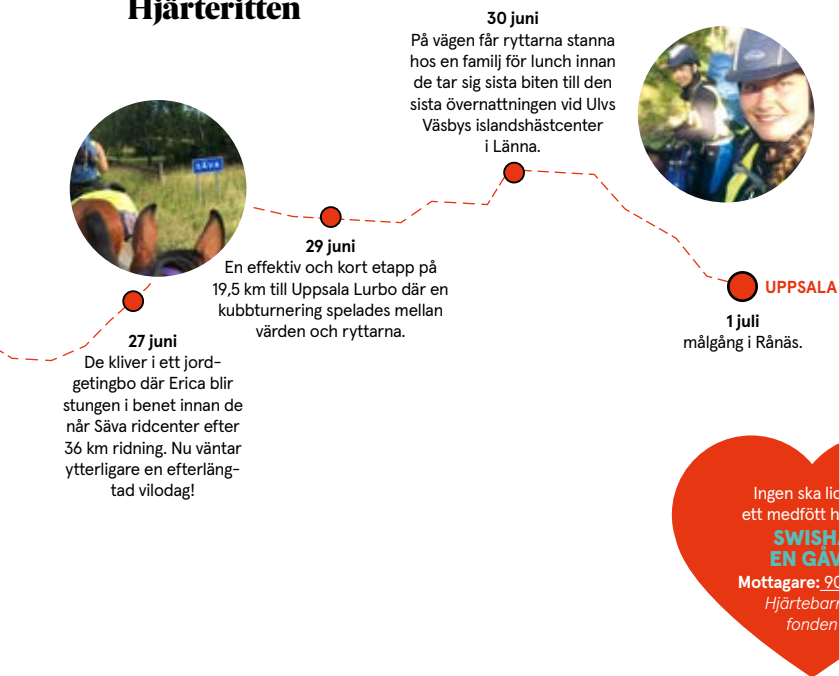 Hjärteritten
30 juni
På vägen får ryttarna stanna
hos en familj för lunch innan
de tar sig sista biten till den
sista övernattningen vid Ulvs
Väsbys islandshästcenter
i Länna.
SÄVA
29 juni
En effektiv och kort etapp på
19,5 km till Uppsala Lurbo där en
kubbturnering spelades mellan
värden och ryttarna.
UPPSALA
1 juli
målgång i Rånäs.
27 juni
De kliver i ett jord-
getingbo där Erica blir
stungen i benet innan de
når Säva ridcenter efter
36 km ridning. Nu väntar
ytterligare en efterläng-
tad vilodag!
Ingen ska
ett medfött
EN
Mottagare: 90
fonden